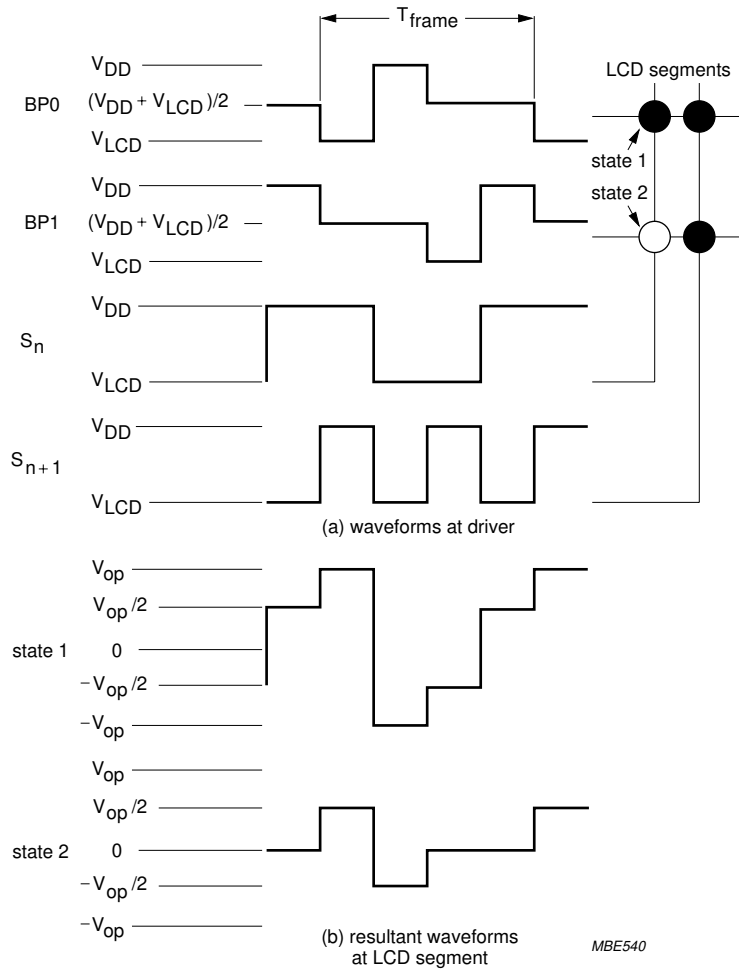 T_frame
V_DD
BP0 (V_DD + V_LCD)/2
V_LCD
LCD segments
state 1
V_DD
BP1 (V_DD + V_LCD)/2
V_LCD
state 2
V_DD
S_n
V_LCD
V_DD
S_n + 1
V_LCD
(a) waveforms at driver
V_op
V_op /2
state 1 0
−V_op /2
−V_op
V_op
V_op /2
state 2 0
−V_op /2
−V_op
(b) resultant waveforms
at LCD segment
MBE540